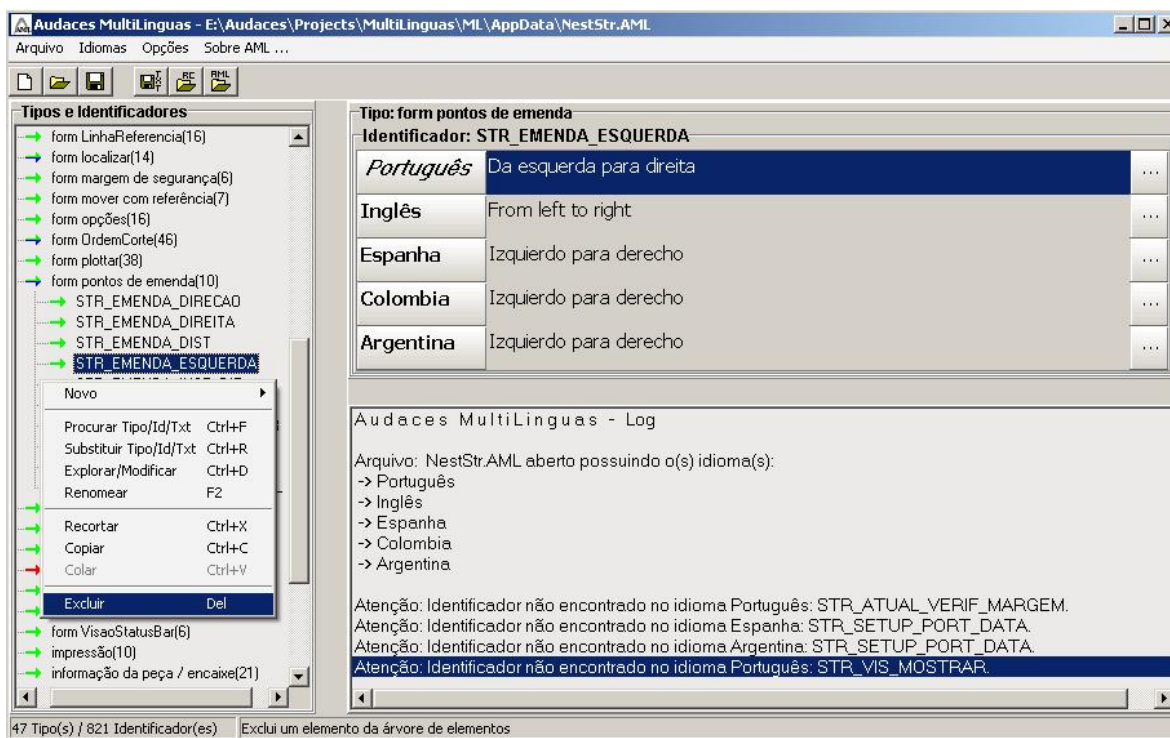 Audaces MultiLinguas - E:\Audaces\Projects\MultiLinguas\ML\AppData\NestStr.AML
Arquivo Idiomas Opções Sobre AML ...
Tipos e Identificadores
form LinhaReferencia(16)
form localizar(14)
form margem de segurança(6)
form mover com referência(7)
form opções(16)
form OrdemCorte(46)
form plottar(38)
form pontos de emenda(10)
STR_EMENDA_DIRECAO
STR_EMENDA_DIREITA
STR_EMENDA_DIST
STR_EMENDA_ESQUERDA
Novo
Procurar Tipo/Id/Txt Ctrl+F
Substituir Tipo/Id/Txt Ctrl+R
Explorar/Modificar Ctrl+D
Renomear F2
Recortar Ctrl+X
Copiar Ctrl+C
Colar Ctrl+V
Excluir Del
form VisaoStatusBar(6)
impressão(10)
informação da peça / encaixe(21)
Tipo: form pontos de emenda
Identificador: STR_EMENDA_ESQUERDA
Português Da esquerda para direita ...
Inglês From left to right ...
Espanha Izquierdo para derecho ...
Colombia Izquierdo para derecho ...
Argentina Izquierdo para derecho ...
Audaces MultiLinguas - Log
Arquivo: NestStr.AML aberto possuindo o(s) idioma(s):
-> Português
-> Inglês
-> Espanha
-> Colombia
-> Argentina
Atenção: Identificador não encontrado no idioma Português: STR_ATUAL_VERIF_MARGEM.
Atenção: Identificador não encontrado no idioma Espanha: STR_SETUP_PORT_DATA.
Atenção: Identificador não encontrado no idioma Argentina: STR_SETUP_PORT_DATA.
Atenção: Identificador não encontrado no idioma Português: STR_VIS_MOSTRAR.
47 Tipo(s) / 821 Identificador(es) Exclui um elemento da árvore de elementos